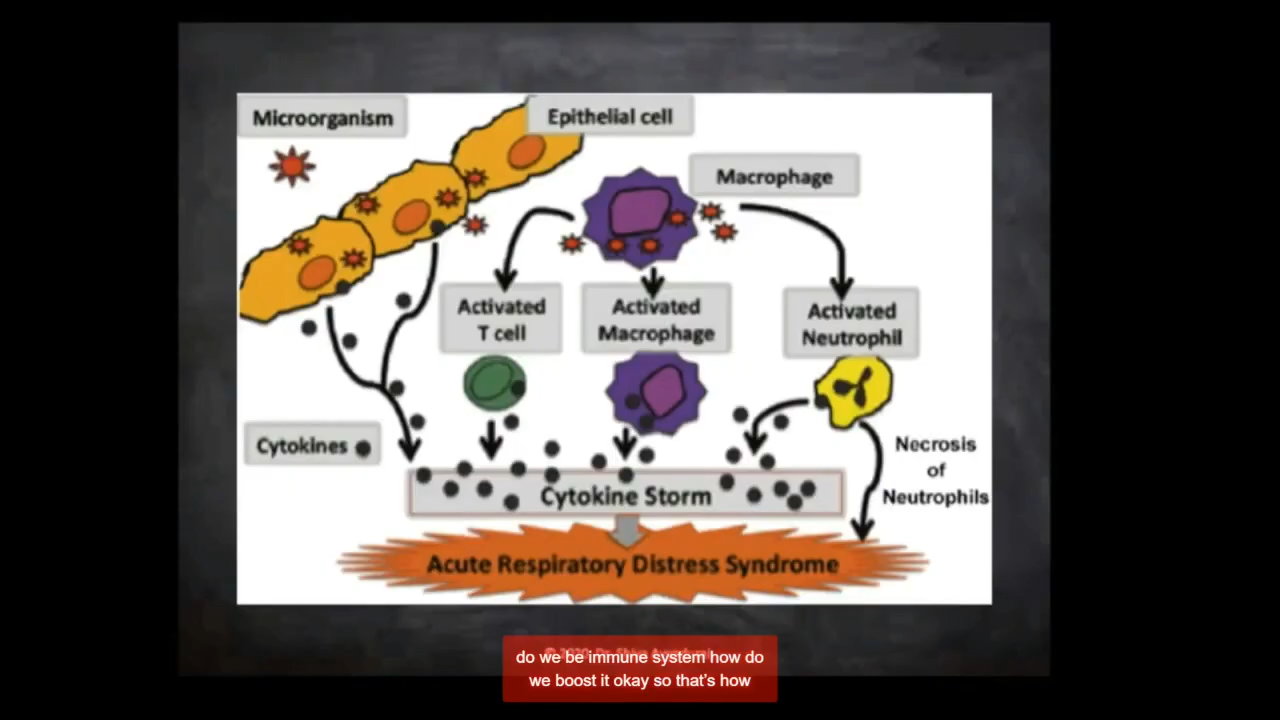 Microorganism
Epithelial cell
Macrophage
Activated
T cell
Activated
Macrophage
Activated
Neutrophil
Cytokines
Necrosis
of
Neutrophils
Cytokine Storm
Acute Respiratory Distress Syndrome
do we be immune system how do
we boost it okay so that's how